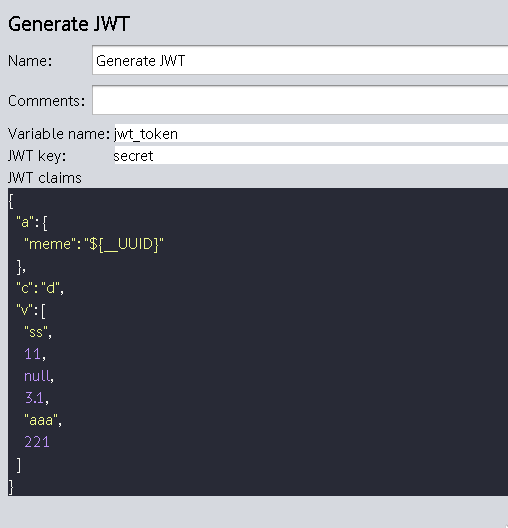 Generate JWT
Name: Generate JWT
Comments:
Variable name: jwt_token
JWT key: secret
JWT claims
{
  "a": {
    "meme": "${__UUID}"
  },
  "c": "d",
  "v": [
    "ss",
    11,
    null,
    3.1,
    "aaa",
    221
  ]
}